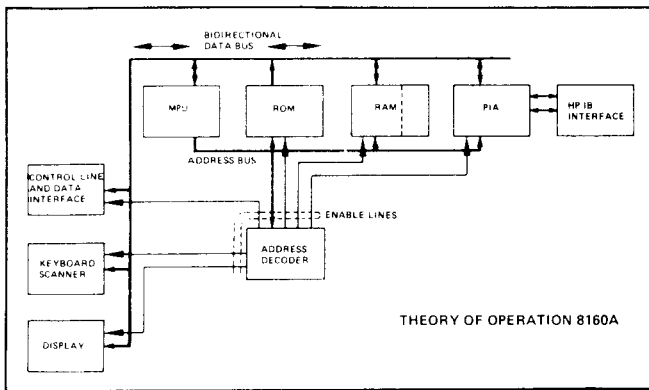 BIDIRECTIONAL
DATA BUS
MPU
ROM
RAM
PIA
HP IB
INTERFACE
ADDRESS BUS
CONTROL LINE
AND DATA
INTERFACE
ENABLE LINES
KEYBOARD
SCANNER
ADDRESS
DECODER
DISPLAY
THEORY OF OPERATION 8160A